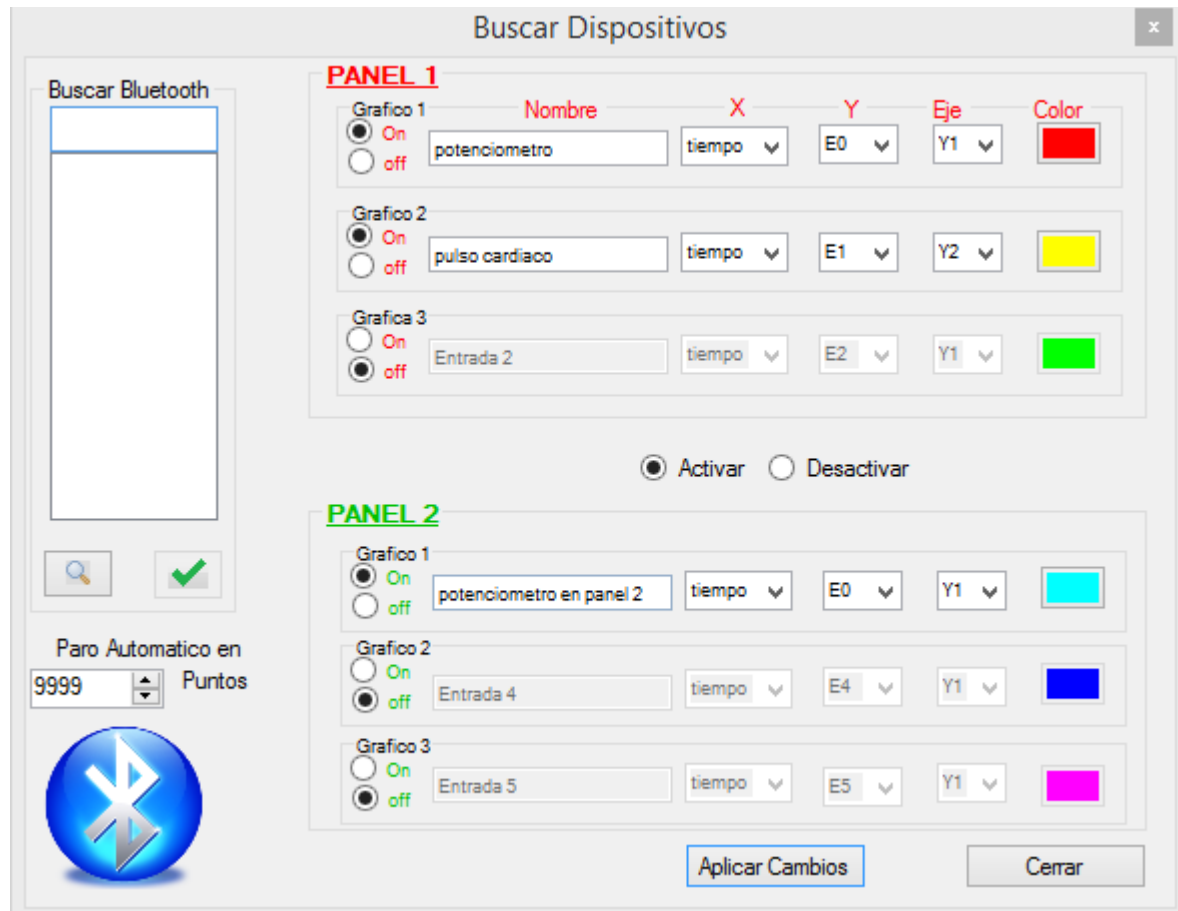 Buscar Dispositivos
x
Buscar Bluetooth
Paro Automatico en
9999 Puntos
PANEL 1
Grafico 1 Nombre X Y Eje Color
On
off
potenciometro tiempo E0 Y1
Grafico 2
On
off
pulso cardiaco tiempo E1 Y2
Grafica 3
On
off
Entrada 2 tiempo E2 Y1
Activar Desactivar
PANEL 2
Grafico 1
On
off
potenciometro en panel 2 tiempo E0 Y1
Grafico 2
On
off
Entrada 4 tiempo E4 Y1
Grafico 3
On
off
Entrada 5 tiempo E5 Y1
Aplicar Cambios Cerrar